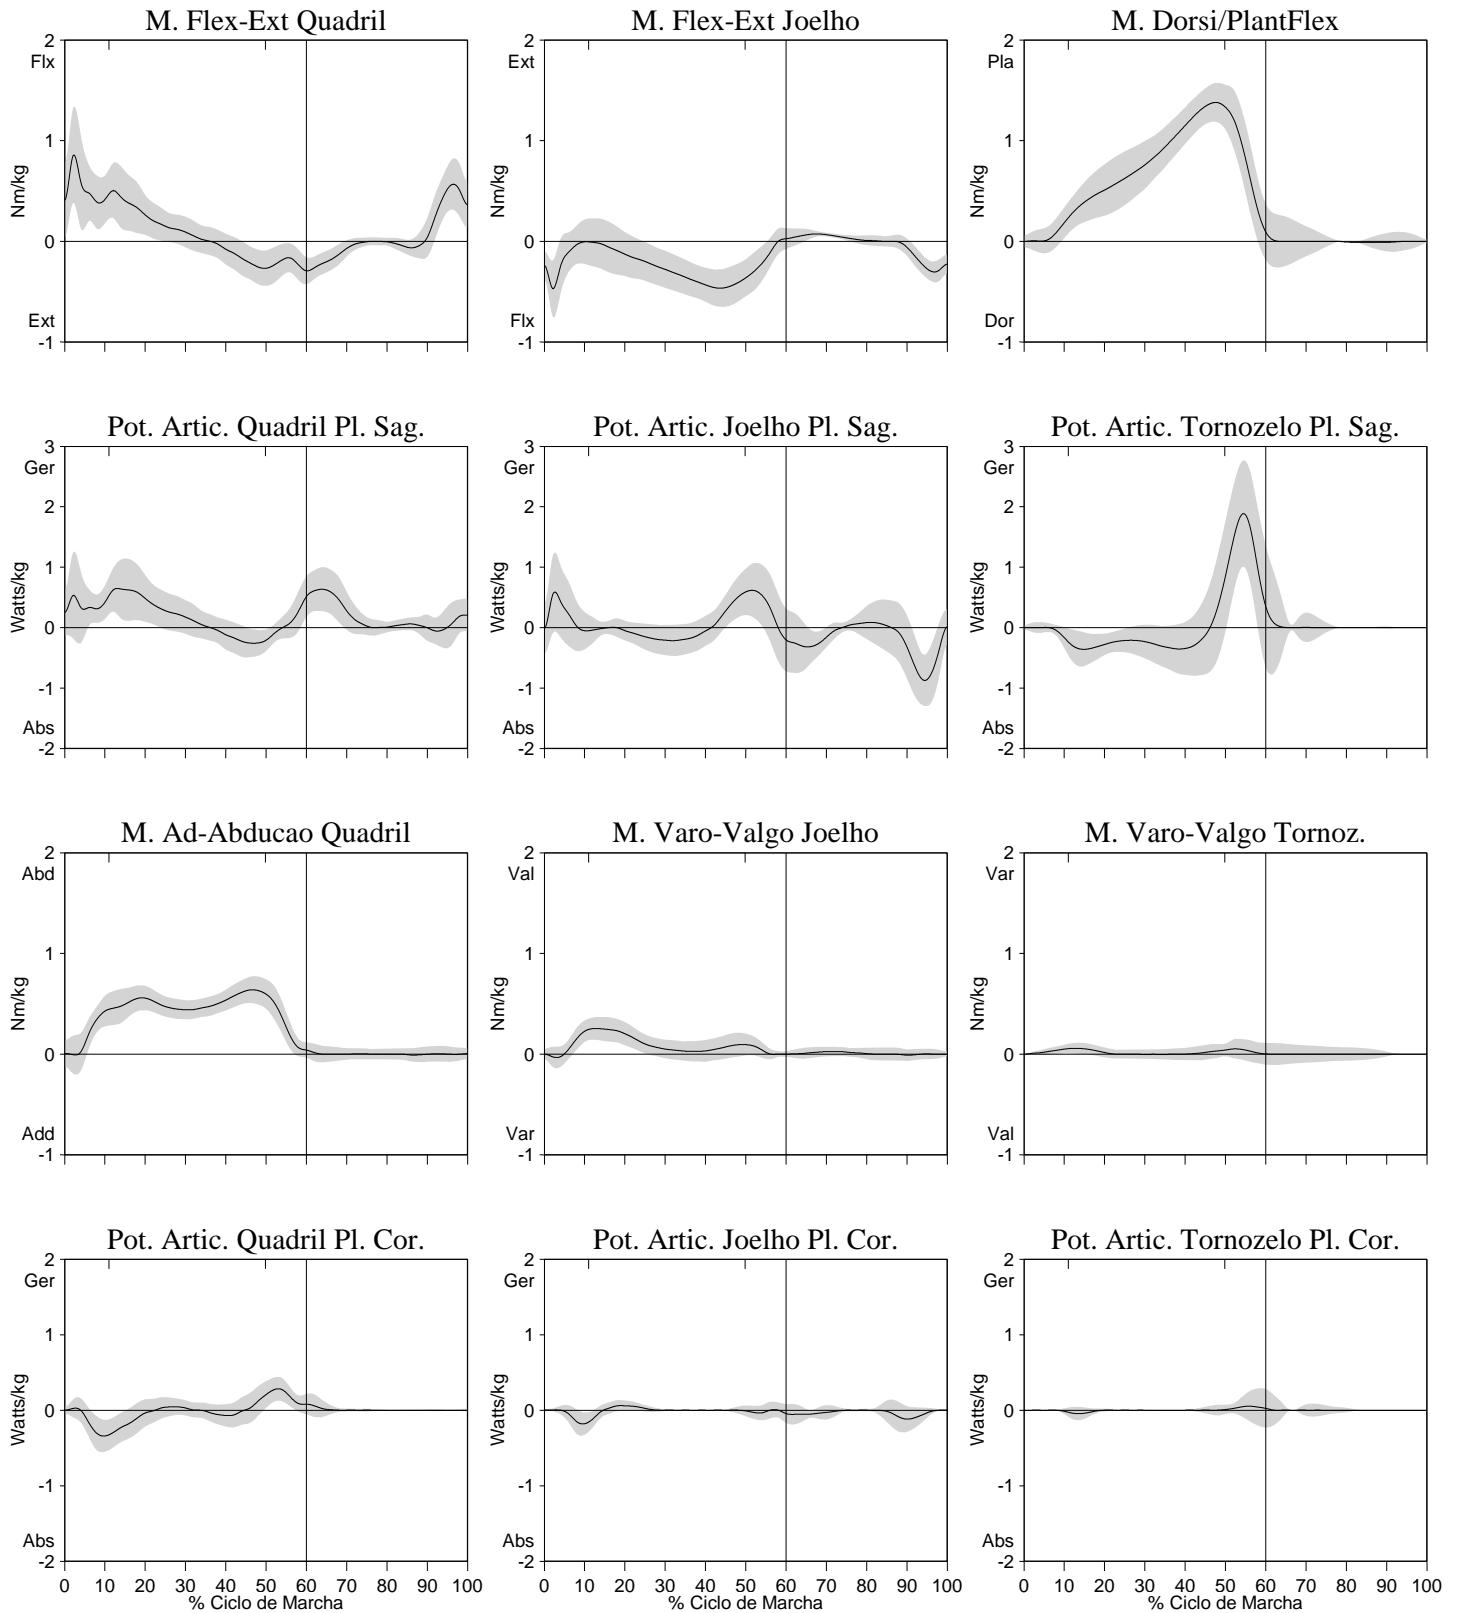 M. Flex-Ext Quadril
M. Flex-Ext Joelho
M. Dorsi/PlantFlex
2
Flx
1
Nm/kg
0
Ext
-1
2
Ext
1
Nm/kg
0
Flx
-1
2
Pla
1
Nm/kg
0
Dor
-1
Pot. Artic. Quadril Pl. Sag.
Pot. Artic. Joelho Pl. Sag.
Pot. Artic. Tornozelo Pl. Sag.
3
Ger
2
1
Watts/kg
0
-1
Abs
-2
3
Ger
2
1
Watts/kg
0
-1
Abs
-2
3
Ger
2
1
Watts/kg
0
-1
Abs
-2
M. Ad-Abducao Quadril
M. Varo-Valgo Joelho
M. Varo-Valgo Tornoz.
2
Abd
1
Nm/kg
0
Add
-1
2
Val
1
Nm/kg
0
Var
-1
2
Var
1
Nm/kg
0
Val
-1
Pot. Artic. Quadril Pl. Cor.
Pot. Artic. Joelho Pl. Cor.
Pot. Artic. Tornozelo Pl. Cor.
2
Ger
1
Watts/kg
0
-1
Abs
-2
0 10 20 30 40 50 60 70 80 90 100
% Ciclo de Marcha
2
Ger
1
Watts/kg
0
-1
Abs
-2
0 10 20 30 40 50 60 70 80 90 100
% Ciclo de Marcha
2
Ger
1
Watts/kg
0
-1
Abs
-2
0 10 20 30 40 50 60 70 80 90 100
% Ciclo de Marcha